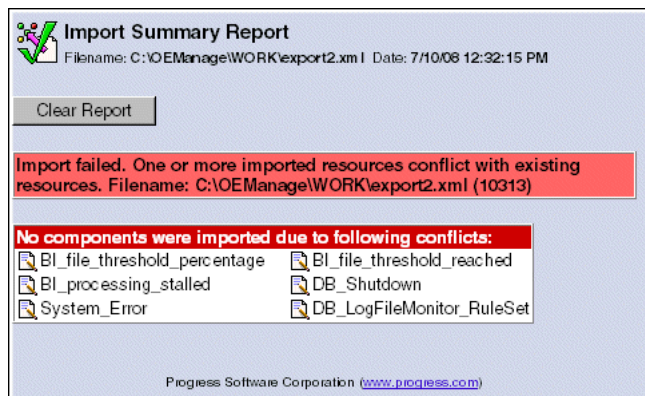 Import Summary Report
Filename: C:\OEManage\WORK\export2.xml Date: 7/10/08 12:32:15 PM
Clear Report
Import failed. One or more imported resources conflict with existing
resources. Filename: C:\OEManage\WORK\export2.xml (10313)
No components were imported due to following conflicts:
BI_file_threshold_percentage BI_file_threshold_reached
BI_processing_stalled DB_Shutdown
System_Error DB_LogFileMonitor_RuleSet
Progress Software Corporation (www.progress.com)